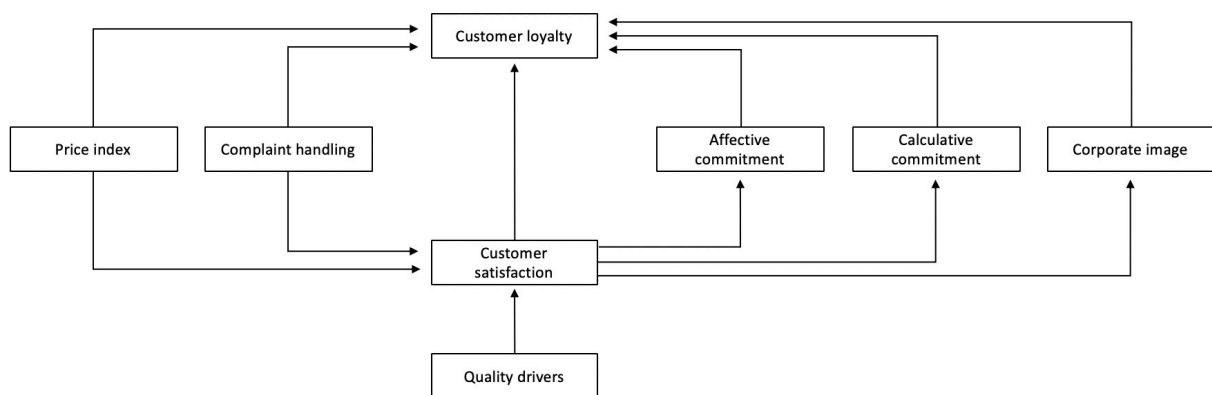 Customer loyalty
Price index
Complaint handling
Affective
commitment
Calculative
commitment
Corporate image
Customer
satisfaction
Quality drivers